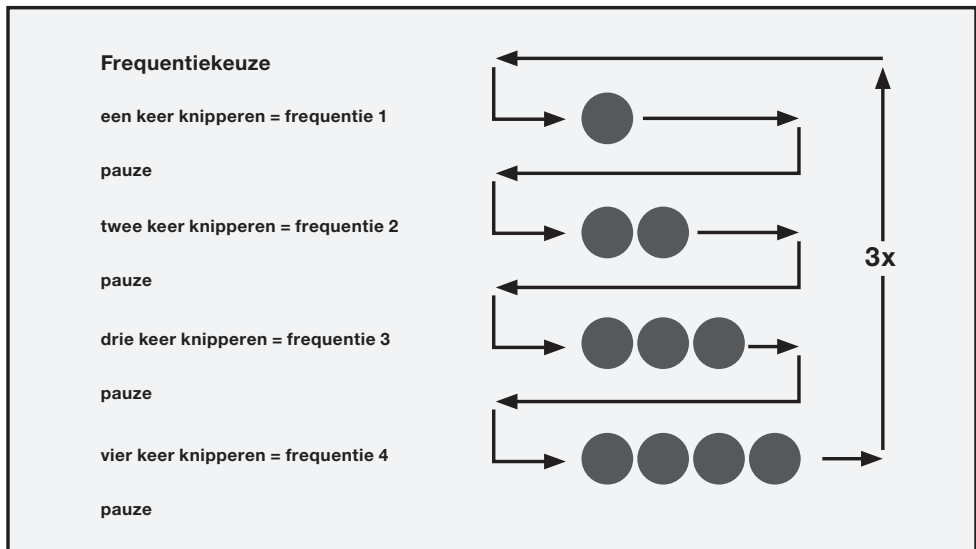 Frequentiekeuze
een keer knipperen = frequentie 1
pauze
twee keer knipperen = frequentie 2
pauze
3x
drie keer knipperen = frequentie 3
pauze
vier keer knipperen = frequentie 4
pauze